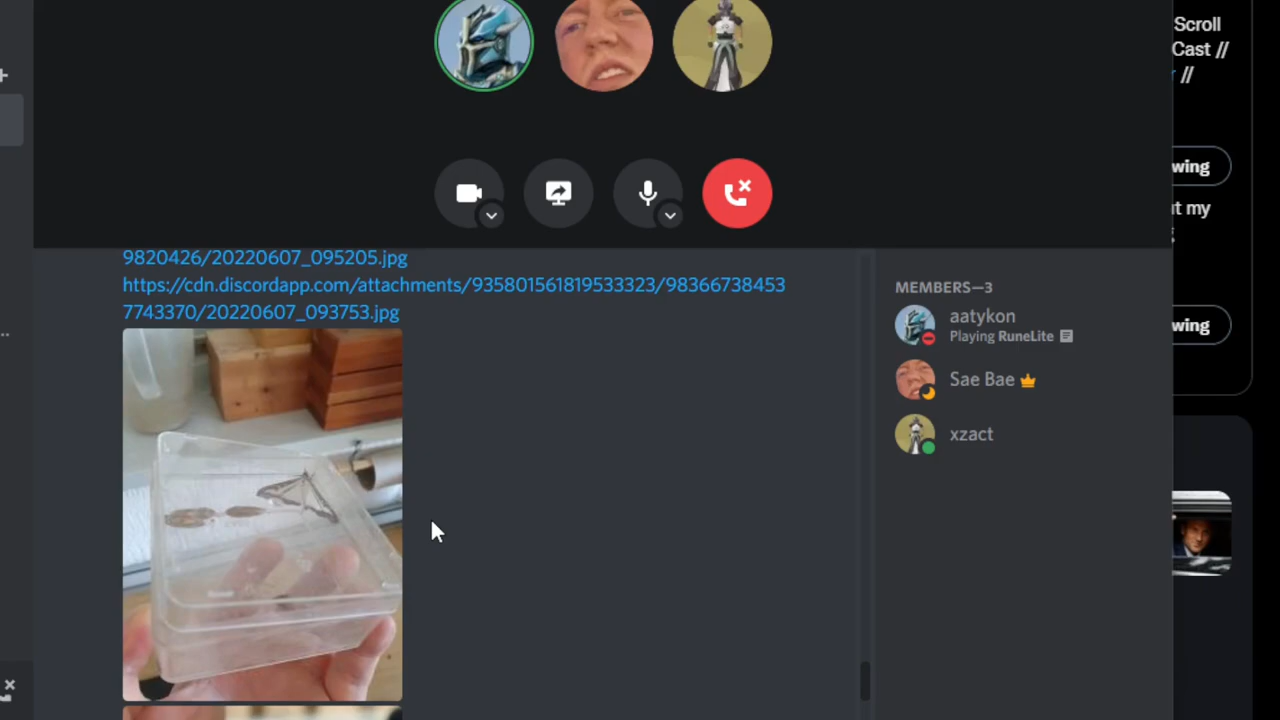 Scroll
Cast //
//
wing
t my
wing
9820426/20220607_095205.jpg
https://cdn.discordapp.com/attachments/935801561819533323/98366738453
7743370/20220607_093753.jpg
MEMBERS—3
aatykon
Playing RuneLite
Sae Bae
xzact